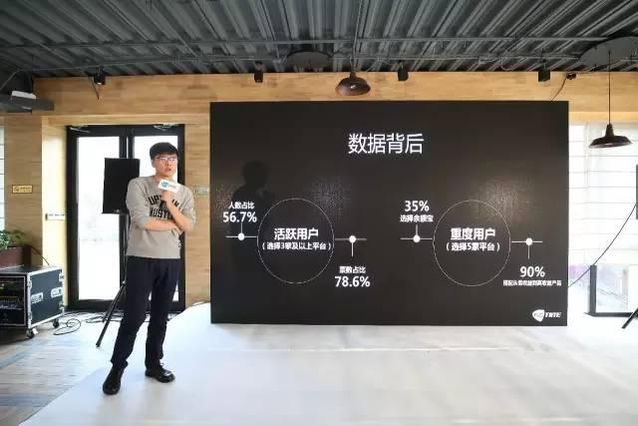 数据背后
人数占比
56.7%
活跃用户
(选择3家及以上平台)
票数占比
78.6%
35%
选择余额宝
重度用户
(选择5家平台)
90%